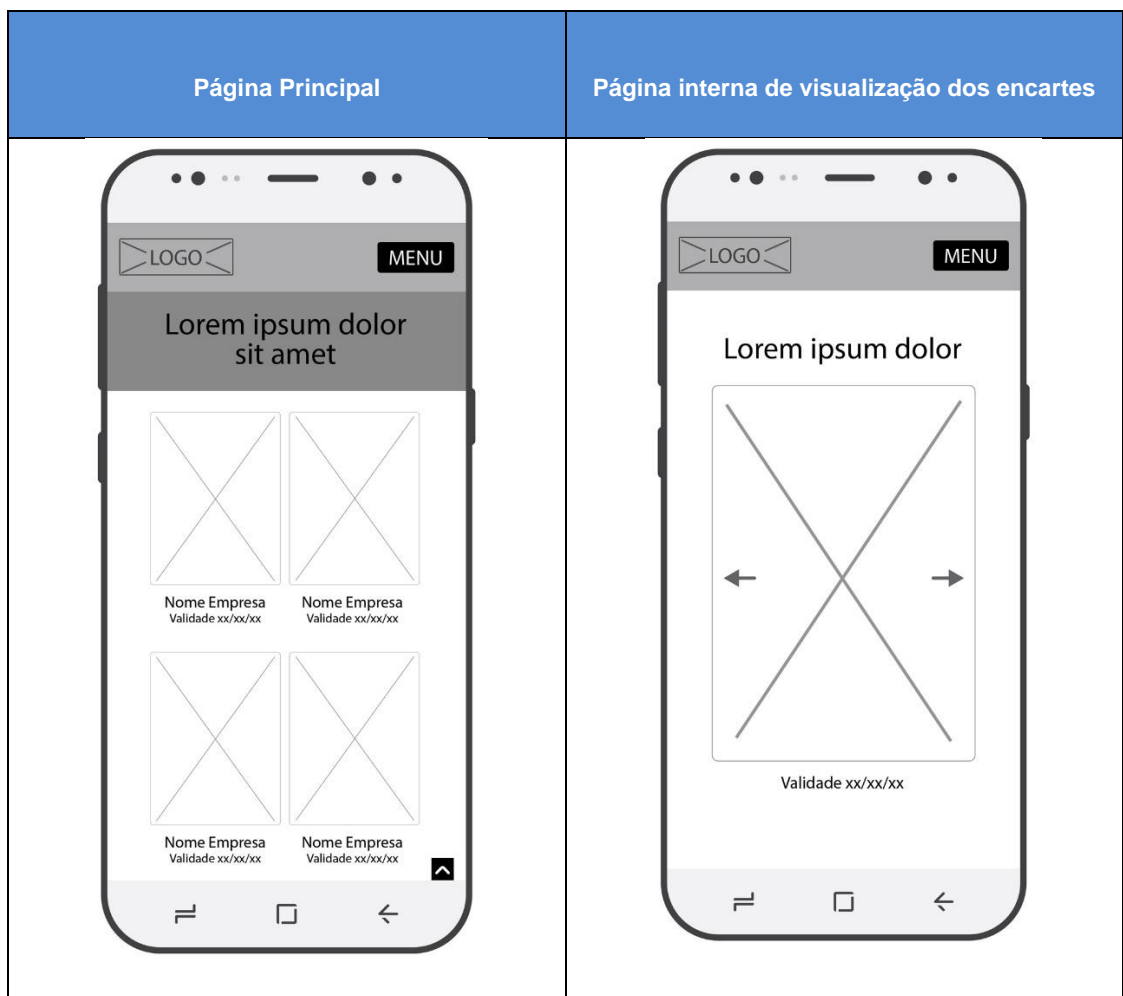 Página Principal
Página interna de visualização dos encartes
LOGO
MENU
Lorem ipsum dolor
sit amet
Nome Empresa
Validade xx/xx/xx
Nome Empresa
Validade xx/xx/xx
Nome Empresa
Validade xx/xx/xx
Nome Empresa
Validade xx/xx/xx
LOGO
MENU
Lorem ipsum dolor
Validade xx/xx/xx